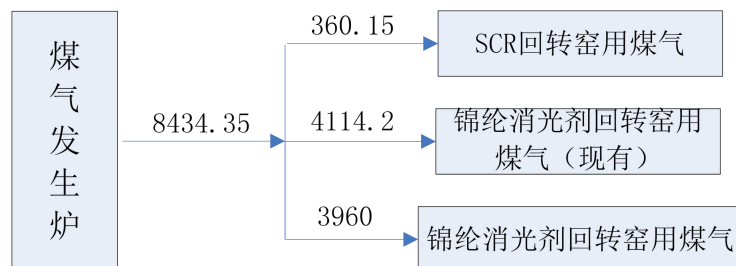 煤气发生炉
8434.35
360.15
SCR回转窑用煤气
4114.2
锦纶消光剂回转窑用
煤气（现有）
3960
锦纶消光剂回转窑用煤气